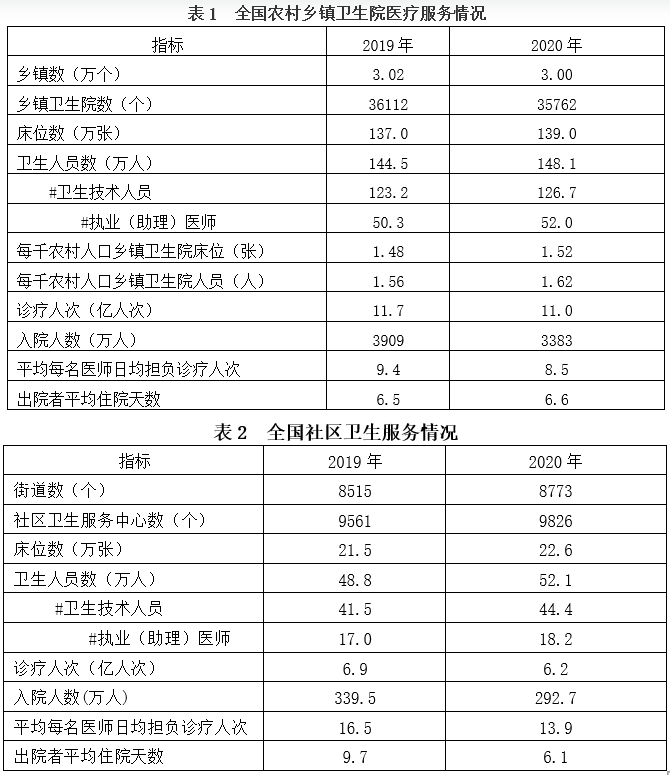 表 1 全国农村乡镇卫生院医疗服务情况
指标 2019 年 2020 年
乡镇数（万个） 3.02 3.00
乡镇卫生院数（个） 36112 35762
床位数（万张） 137.0 139.0
卫生人员数（万人） 144.5 148.1
#卫生技术人员 123.2 126.7
#执业（助理）医师 50.3 52.0
每千农村人口乡镇卫生院床位（张） 1.48 1.52
每千农村人口乡镇卫生院人员（人） 1.56 1.62
诊疗人次（亿人次） 11.7 11.0
入院人数（万人） 3909 3383
平均每名医师日均担负诊疗人次 9.4 8.5
出院者平均住院天数 6.5 6.6
表 2 全国社区卫生服务情况
指标 2019 年 2020 年
街道数（个） 8515 8773
社区卫生服务中心数（个） 9561 9826
床位数（万张） 21.5 22.6
卫生人员数（万人） 48.8 52.1
#卫生技术人员 41.5 44.4
#执业（助理）医师 17.0 18.2
诊疗人次（亿人次） 6.9 6.2
入院人数(万人) 339.5 292.7
平均每名医师日均担负诊疗人次 16.5 13.9
出院者平均住院天数 9.7 6.1